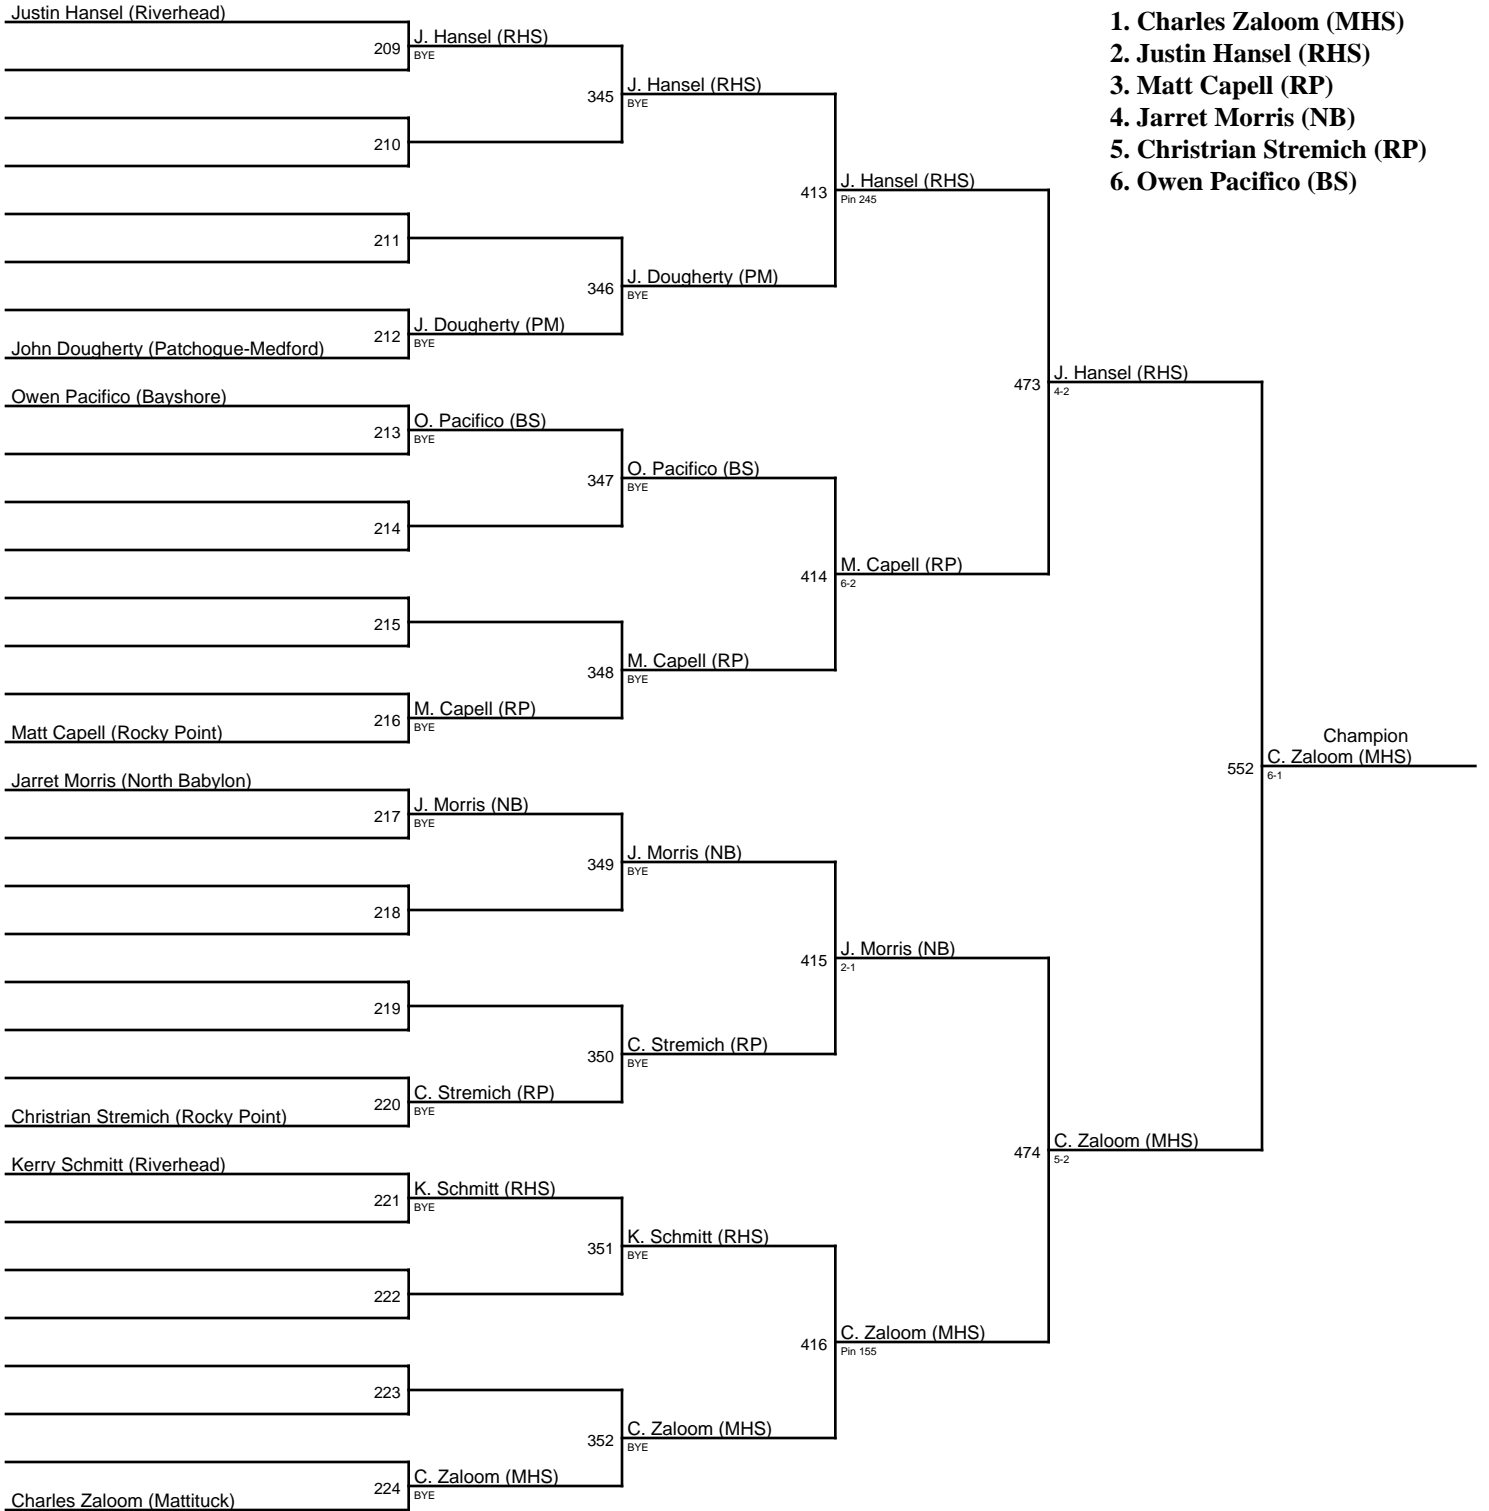 Justin Hansel (Riverhead)
209
J. Hansel (RHS)
BYE
345
J. Hansel (RHS)
BYE
210
413
J. Hansel (RHS)
Pin 245
211
346
J. Dougherty (PM)
BYE
212
J. Dougherty (PM)
BYE
John Dougherty (Patchogue-Medford)
473
J. Hansel (RHS)
4-2
Owen Pacifico (Bayshore)
213
O. Pacifico (BS)
BYE
347
O. Pacifico (BS)
BYE
214
414
M. Capell (RP)
6-2
215
348
M. Capell (RP)
BYE
216
M. Capell (RP)
BYE
Matt Capell (Rocky Point)
Champion
552
C. Zaloom (MHS)
6-1
Jarret Morris (North Babylon)
217
J. Morris (NB)
BYE
349
J. Morris (NB)
BYE
218
415
J. Morris (NB)
2-1
219
350
C. Stremich (RP)
BYE
220
C. Stremich (RP)
BYE
Christrian Stremich (Rocky Point)
474
C. Zaloom (MHS)
5-2
Kerry Schmitt (Riverhead)
221
K. Schmitt (RHS)
BYE
351
K. Schmitt (RHS)
BYE
222
416
C. Zaloom (MHS)
Pin 155
223
352
C. Zaloom (MHS)
BYE
224
C. Zaloom (MHS)
BYE
Charles Zaloom (Mattituck)
1. Charles Zaloom (MHS)
2. Justin Hansel (RHS)
3. Matt Capell (RP)
4. Jarret Morris (NB)
5. Christrian Stremich (RP)
6. Owen Pacifico (BS)